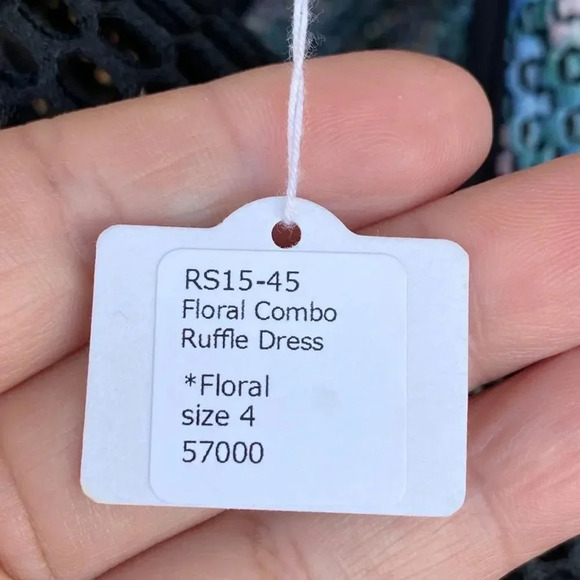 RS15-45
Floral Combo
Ruffle Dress
*Floral
size 4
57000